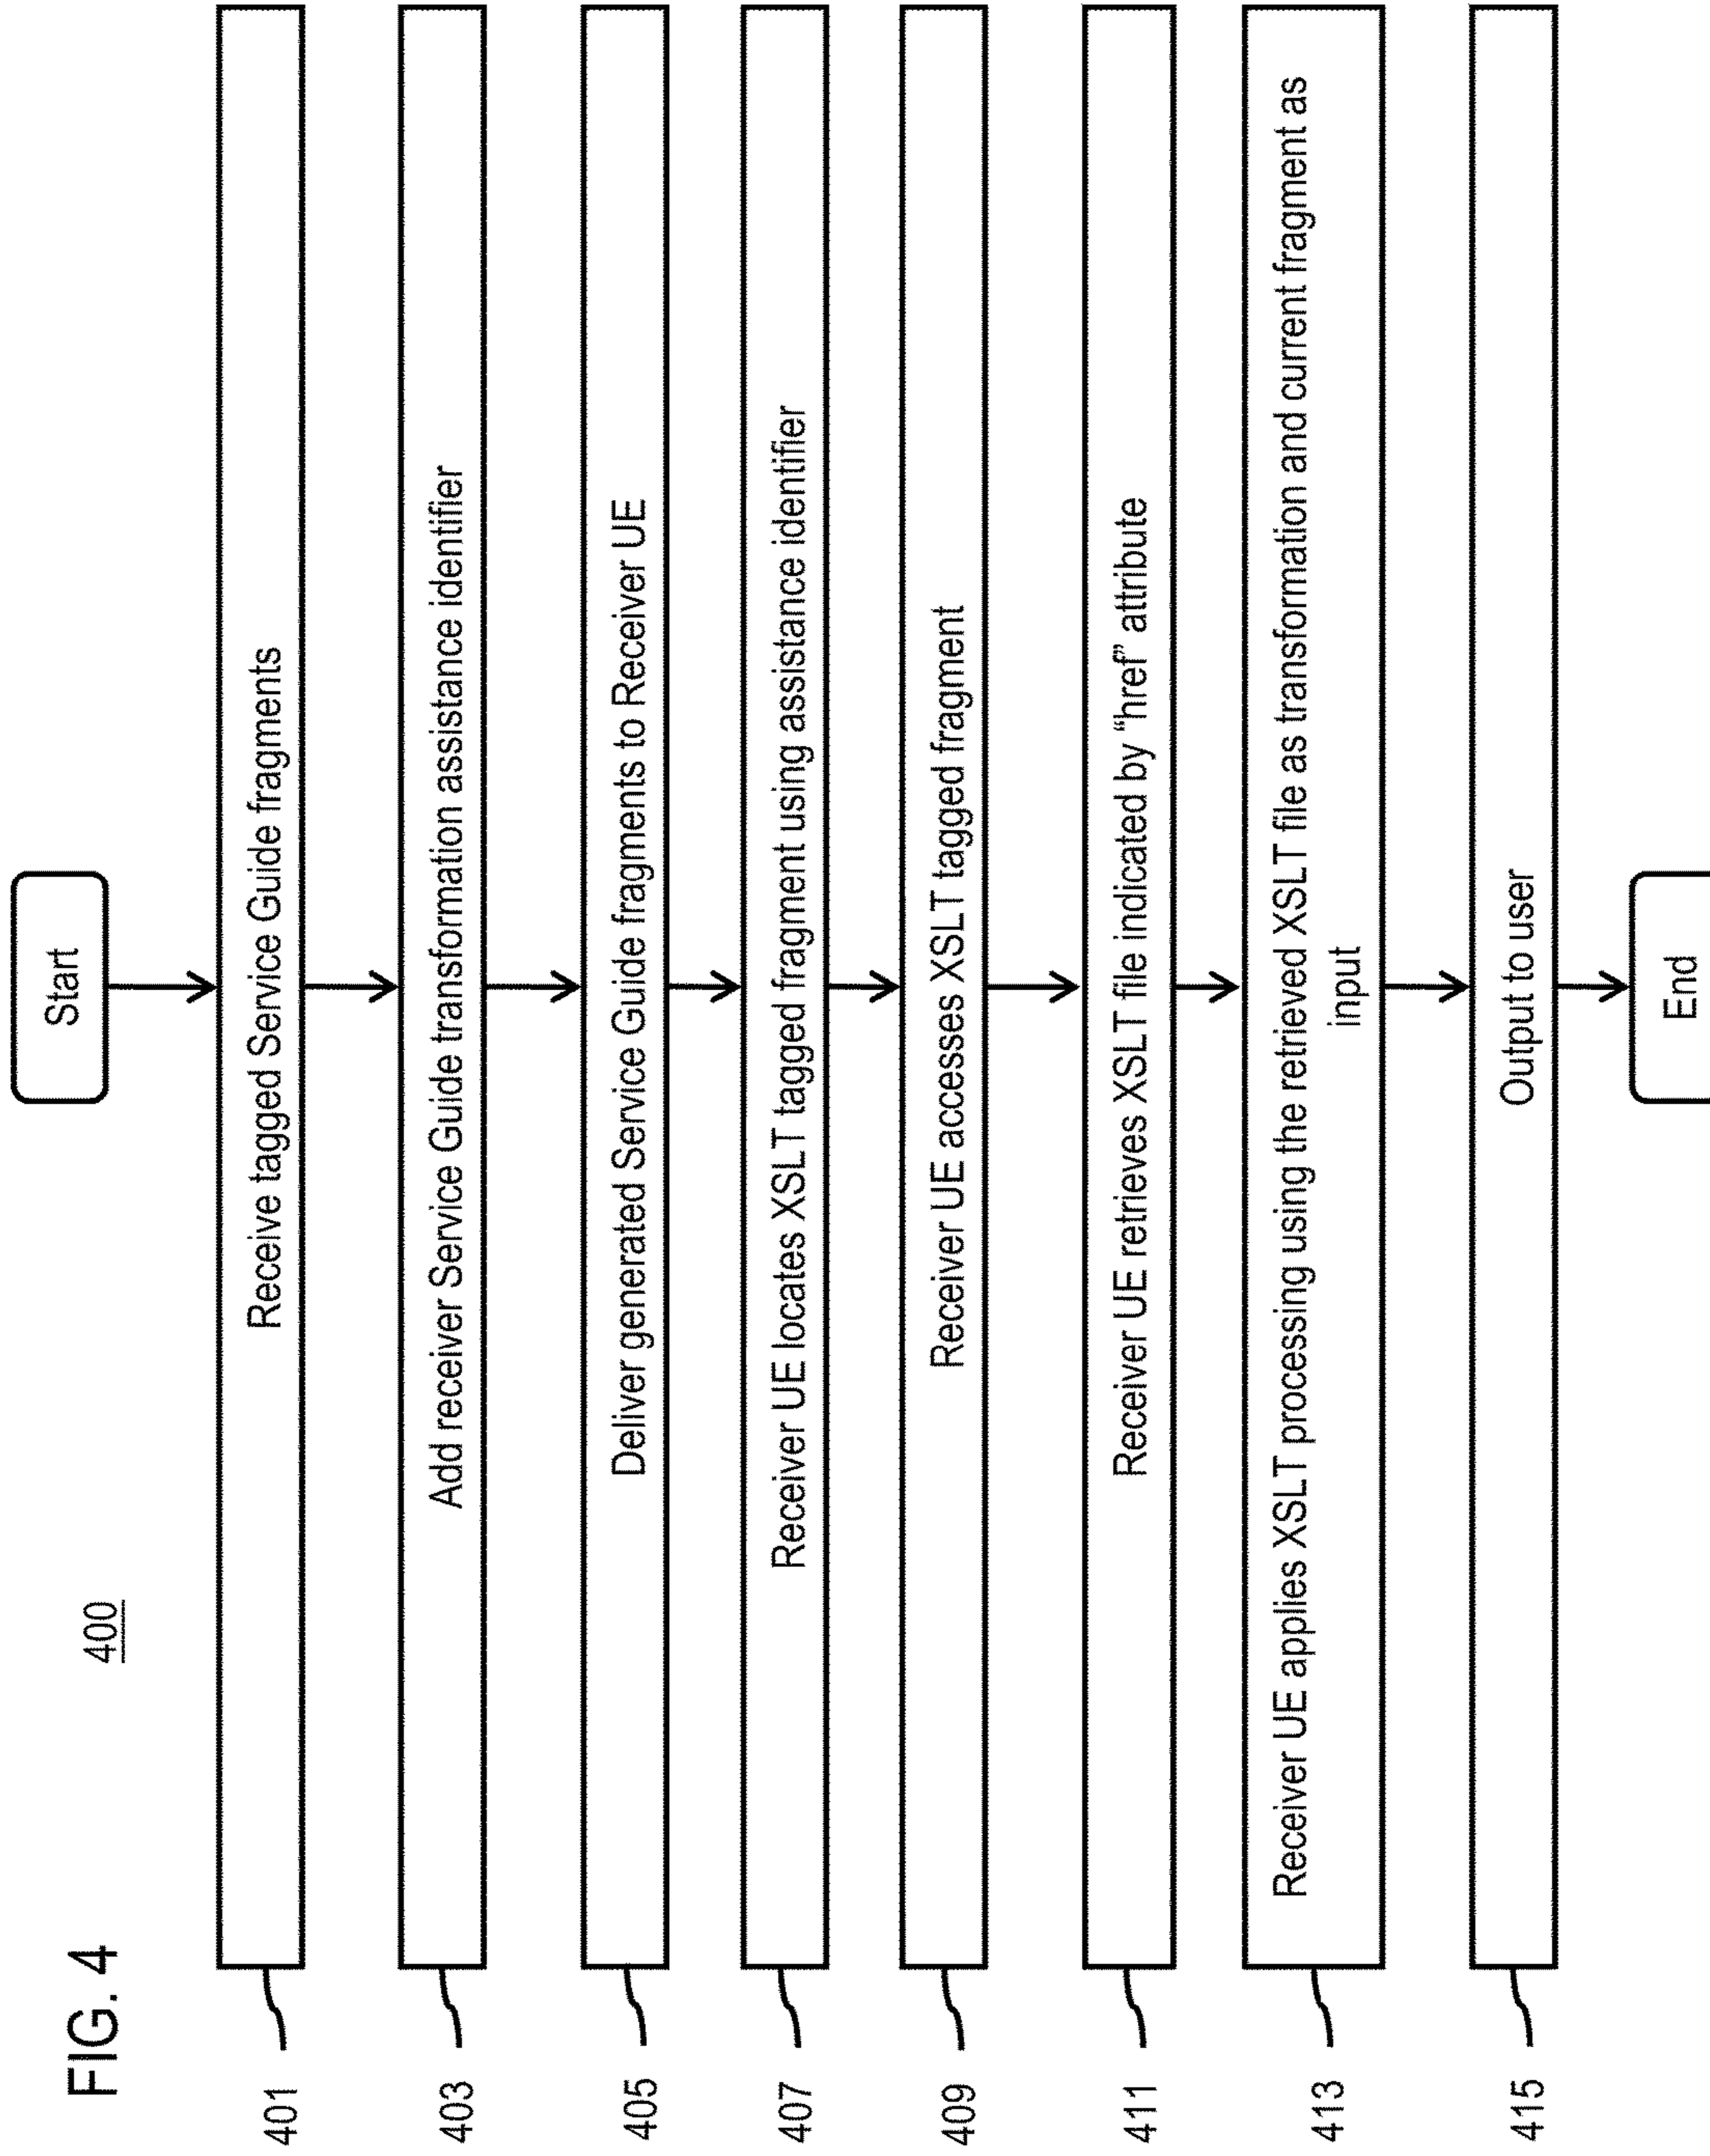 FIG. 4
400
Start
401
Receive tagged Service Guide fragments
403
Add receiver Service Guide transformation assistance identifier
405
Deliver generated Service Guide fragments to Receiver UE
407
Receiver UE locates XSLT tagged fragment using assistance identifier
409
Receiver UE accesses XSLT tagged fragment
411
Receiver UE retrieves XSLT file indicated by “href” attribute
413
Receiver UE applies XSLT processing using the retrieved XSLT file as transformation and current fragment as
input
415
Output to user
End